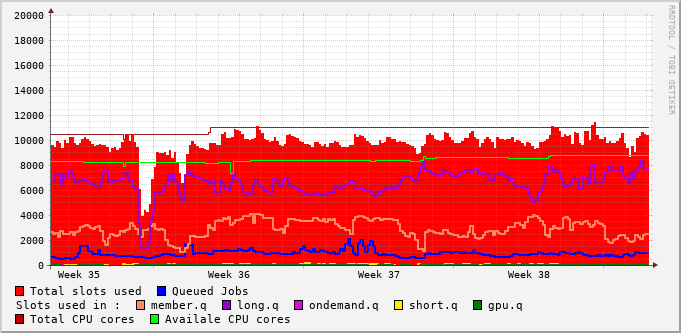 20000
18000
16000
14000
12000
10000
8000
6000
4000
2000
0
Week 35 Week 36 Week 37 Week 38
Total slots used Queued Jobs
Slots used in : member.q long.q ondemand.q short.q gpu.q
Total CPU cores Availale CPU cores
RRDTOOL / TOBI OETIKER